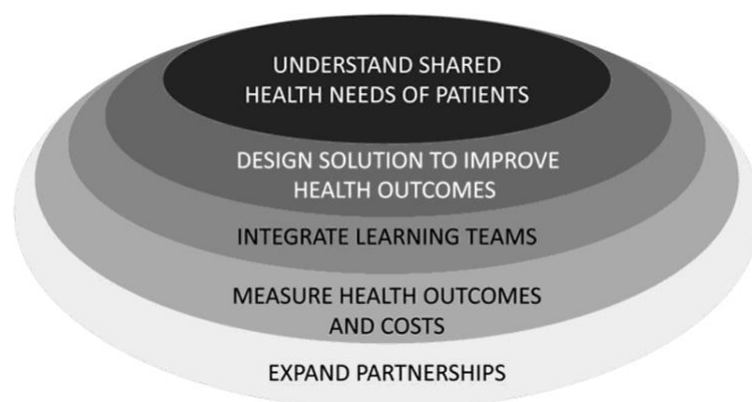 UNDERSTAND SHARED
HEALTH NEEDS OF PATIENTS
DESIGN SOLUTION TO IMPROVE
HEALTH OUTCOMES
INTEGRATE LEARNING TEAMS
MEASURE HEALTH OUTCOMES
AND COSTS
EXPAND PARTNERSHIPS